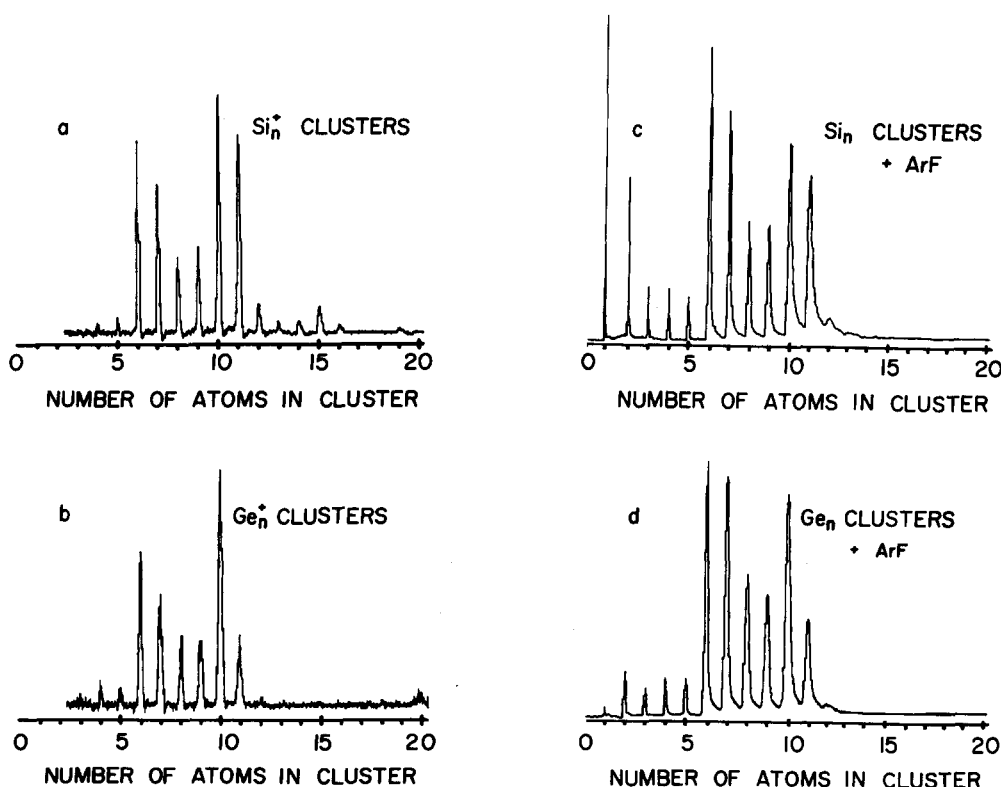 a
Si⁺ₙ CLUSTERS
0 5 10 15 20
NUMBER OF ATOMS IN CLUSTER
c
Siₙ CLUSTERS
+ ArF
0 5 10 15 20
NUMBER OF ATOMS IN CLUSTER
b
Ge⁺ₙ CLUSTERS
0 5 10 15 20
NUMBER OF ATOMS IN CLUSTER
d
Geₙ CLUSTERS
+ ArF
0 5 10 15 20
NUMBER OF ATOMS IN CLUSTER